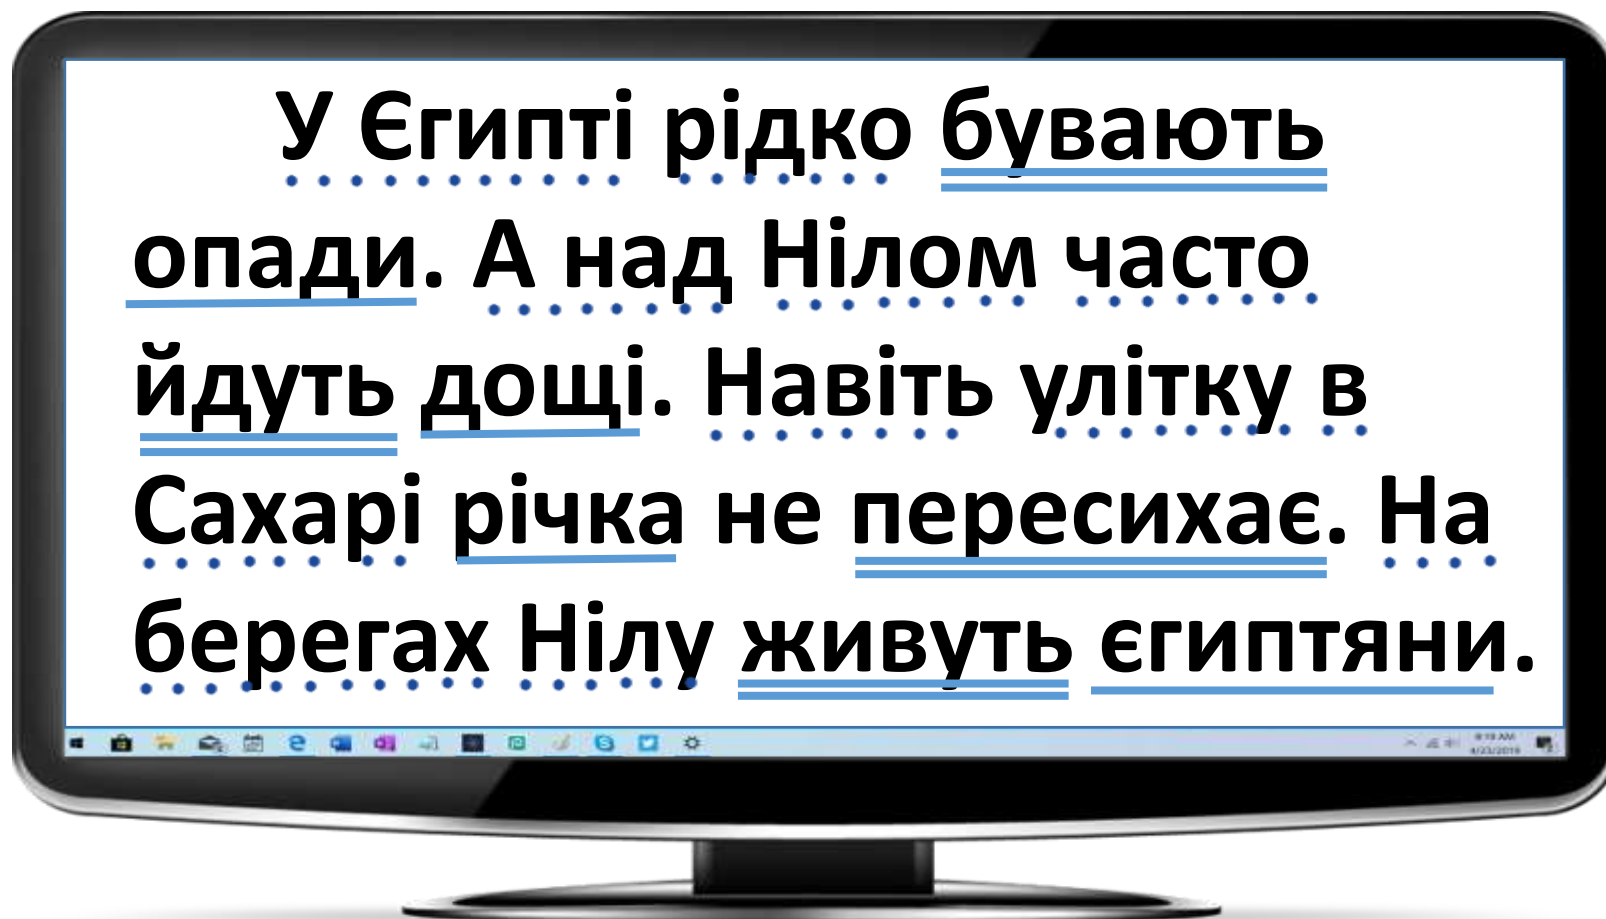 У Єгипті рідко бувають
опади. А над Нілом часто
йдуть дощі. Навіть улітку в
Сахарі річка не пересихає. На
берегах Нілу живуть єгиптяни.